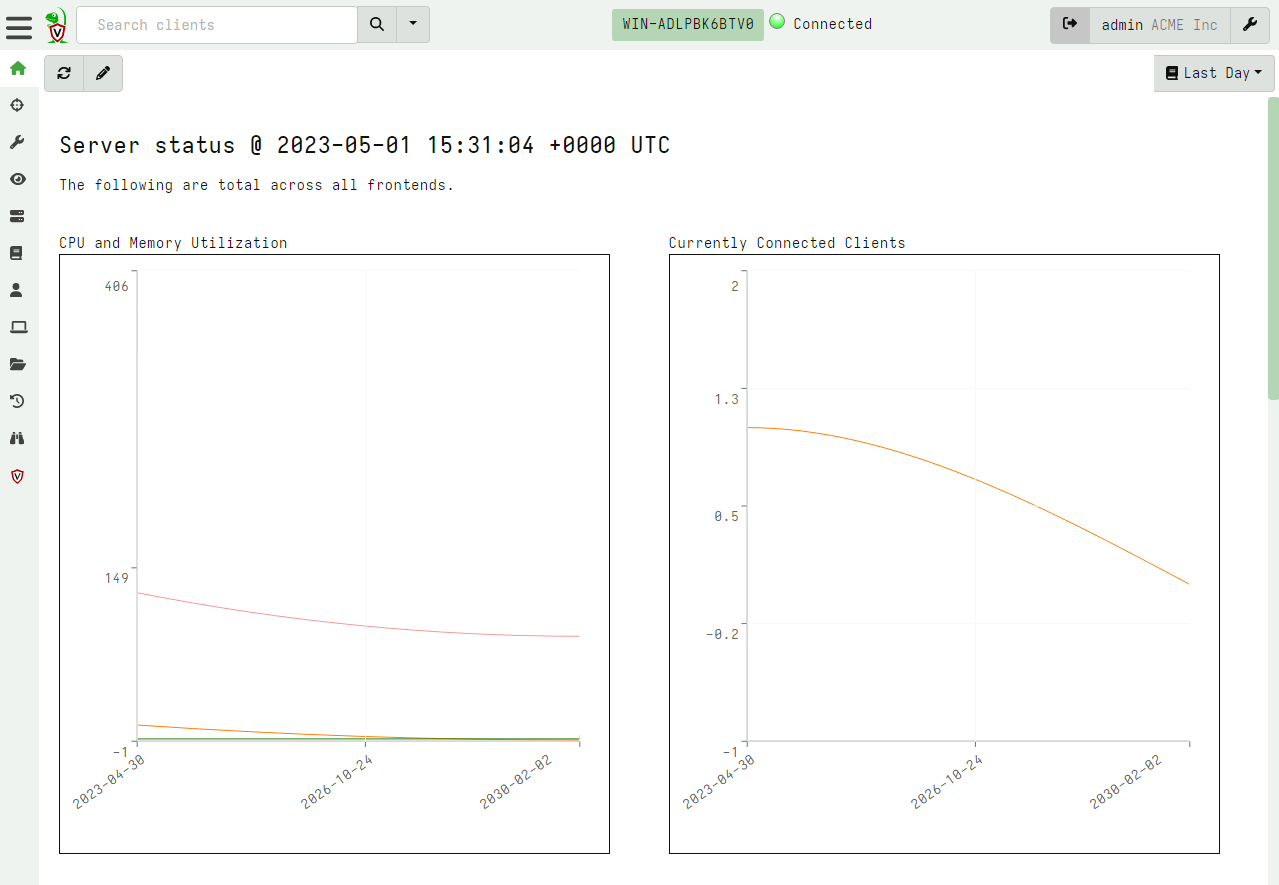 Search clients
WIN-ADLPBK6BTV0 Connected
admin ACME Inc
Last Day
Server status @ 2023-05-01 15:31:04 +0000 UTC
The following are total across all frontends.
CPU and Memory Utilization
406
149
-1
2023-04-30
2026-10-24
2030-02-02
Currently Connected Clients
2
1.3
0.5
-0.2
-1
2023-04-30
2026-10-24
2030-02-02
V
V